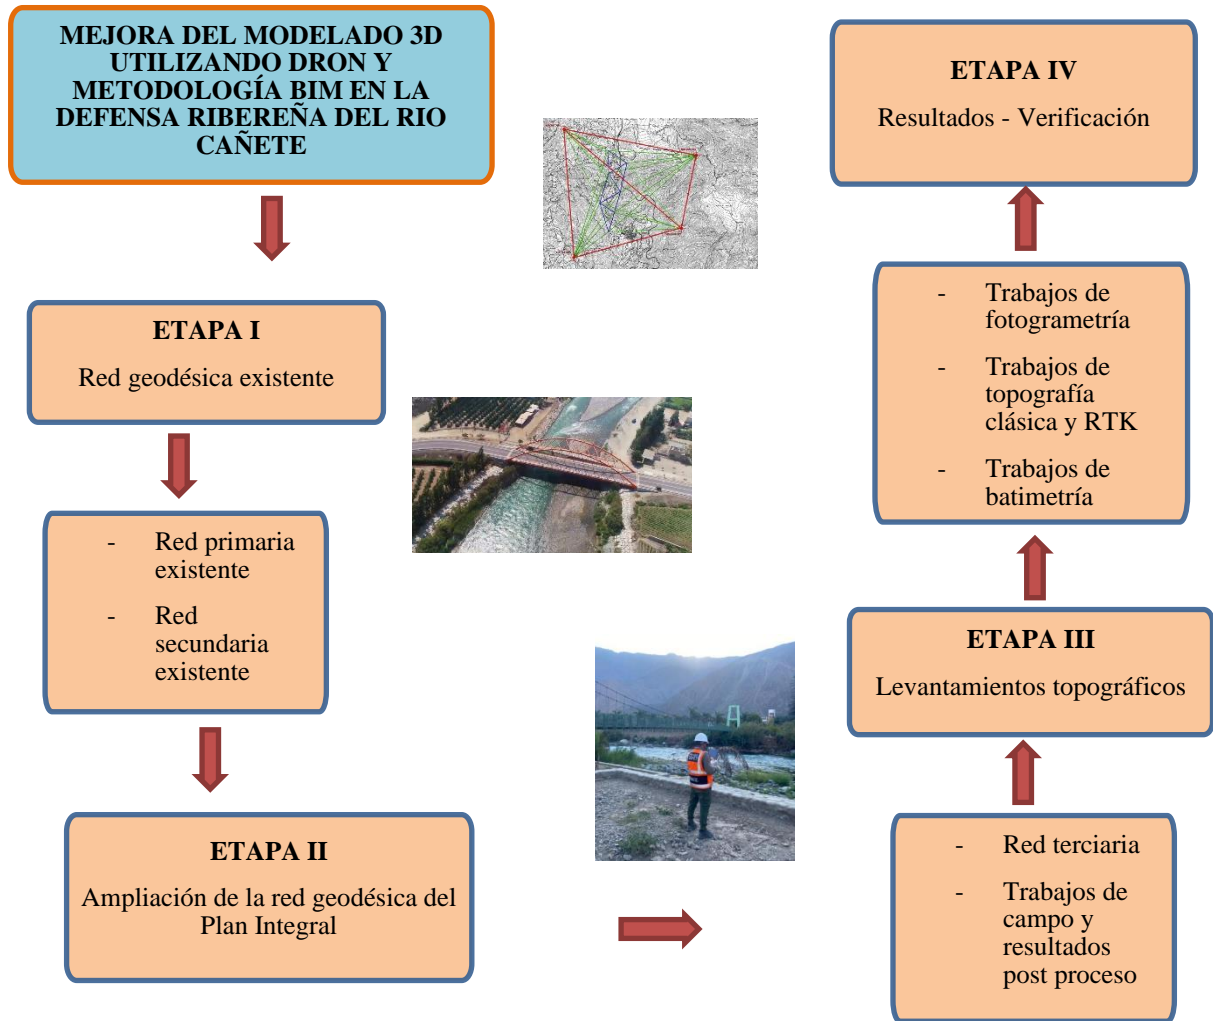 MEJORA DEL MODELADO 3D
UTILIZANDO DRON Y
METODOLOGÍA BIM EN LA
DEFENSA RIBEREÑA DEL RIO
CAÑETE
ETAPA I
Red geodésica existente
- Red primaria
existente
- Red
secundaria
existente
ETAPA II
Ampliación de la red geodésica del
Plan Integral
- Red terciaria
- Trabajos de
campo y
resultados
post proceso
ETAPA III
Levantamientos topográficos
- Trabajos de
fotogrametría
- Trabajos de
topografía
clásica y RTK
- Trabajos de
batimetría
ETAPA IV
Resultados - Verificación